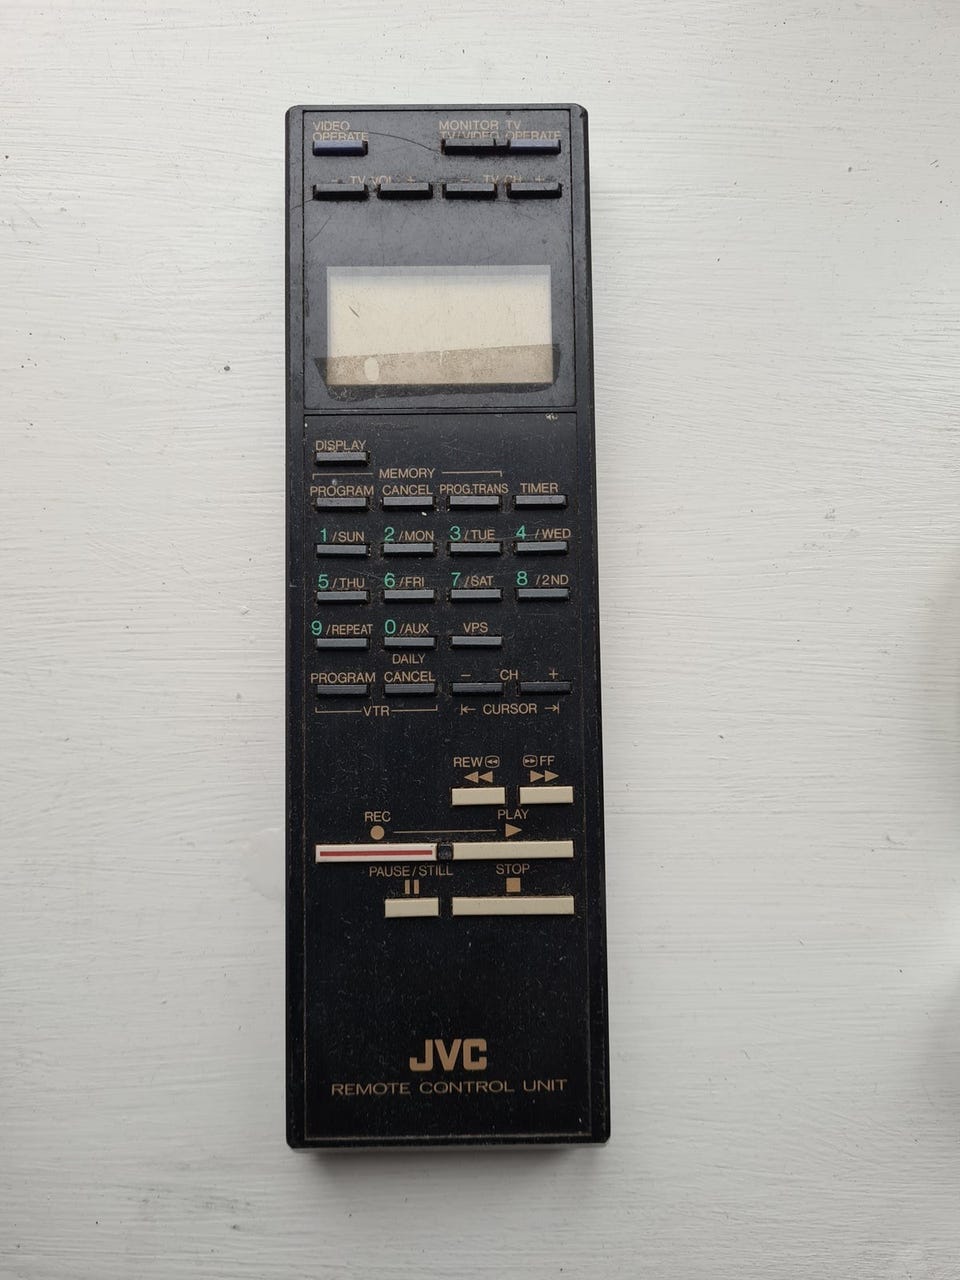 VIDEO MONITOR TV
OPERATE TV/VIDEO OPERATE
- TV VOL + - TV CH +
DISPLAY
MEMORY
PROGRAM CANCEL PROG.TRANS TIMER
1/SUN 2/MON 3/TUE 4/WED
5/THU 6/FRI 7/SAT 8/2ND
9/REPEAT 0/AUX VPS
DAILY
PROGRAM CANCEL - CH +
VTR CURSOR
REW FF
REC PLAY
PAUSE/STILL STOP
JVC
REMOTE CONTROL UNIT